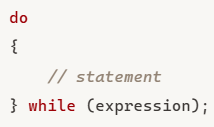 do
{
    // statement
} while (expression);